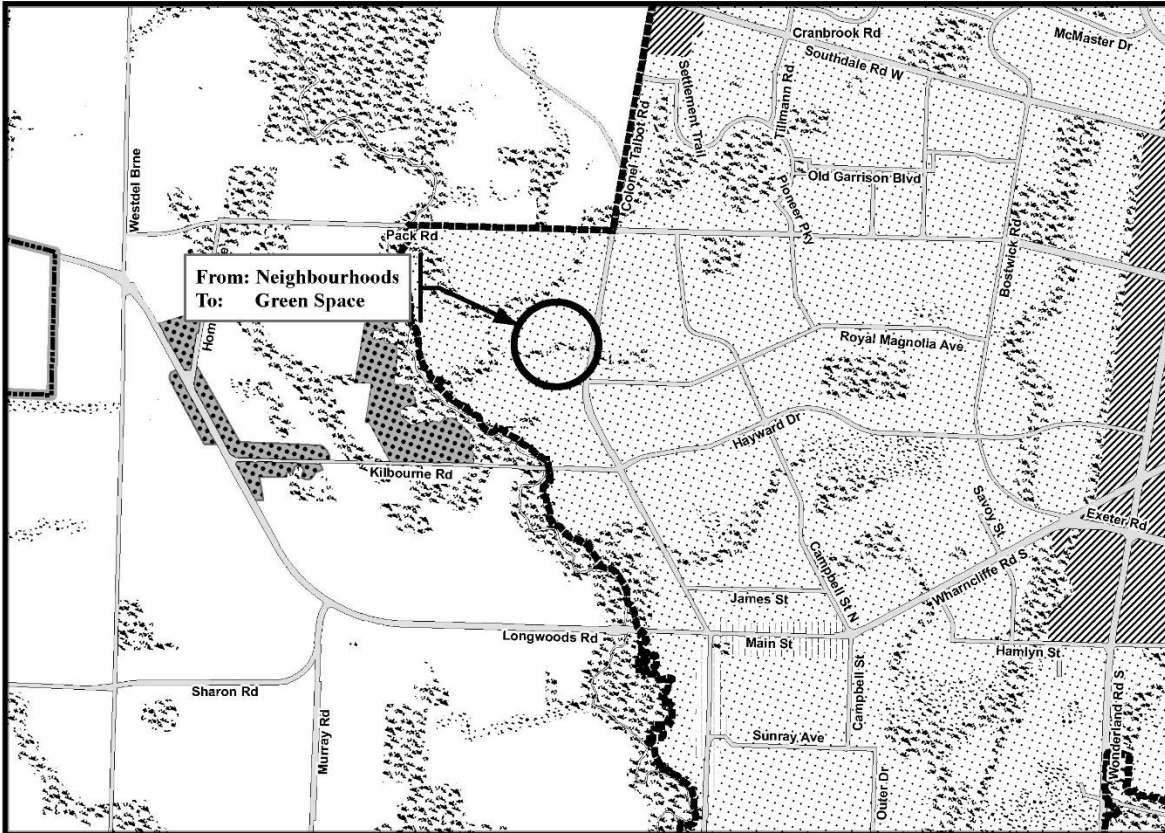 Cranbrook Rd
McMaster Dr
Southdale Rd W
Settlement Trail
Tillmann Rd
Colonel Talbot Rd
Westdel Brne
Old Garrison Blvd
Pioneer Pky
Bostwick Rd
Pack Rd
From: Neighbourhoods
To: Green Space
Hom
e
Royal Magnolia Ave
Hayward Dr
Kilbourne Rd
Savoy St
Exeter Rd
Wharncliffe Rd S
Campbell St N
James St
Longwoods Rd
Main St
Hamlyn St
Sharon Rd
Murray Rd
Campbell St
Sunray Ave
Outer Dr
Wonderland Rd S